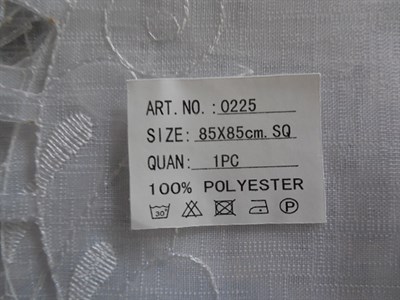 ART.NO.:0225
SIZE: 85X85cm.SQ
QUAN: 1PC
100% POLYESTER
30 P